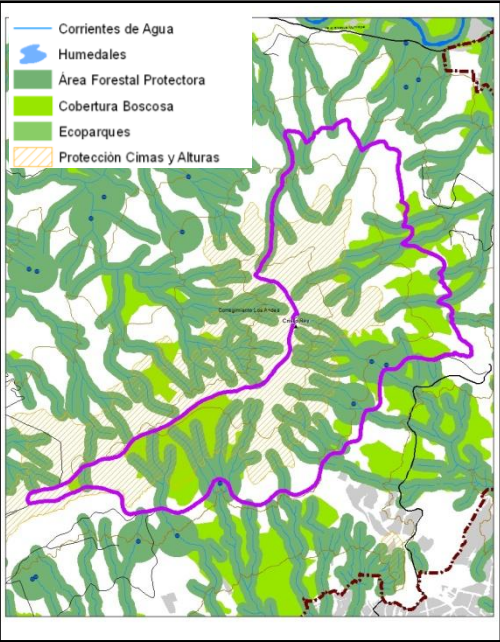 Corrientes de Agua
Humedales
Área Forestal Protectora
Cobertura Boscosa
Ecoparques
Protección Cimas y Alturas
Corregimiento Los Andes